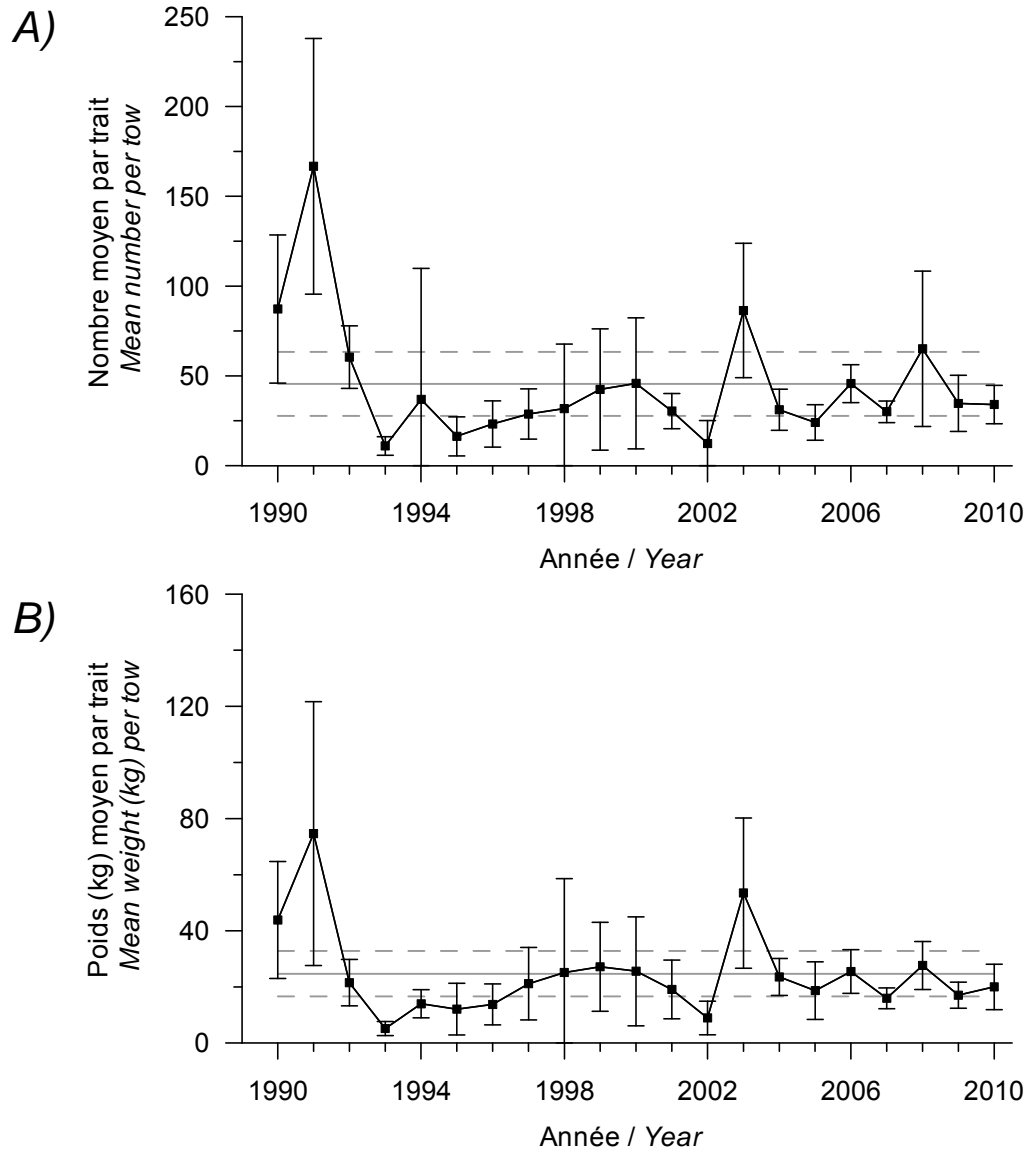 A)
Nombre moyen par trait
Mean number per tow
250
200
150
100
50
0
1990 1994 1998 2002 2006 2010
Année / Year
B)
Poids (kg) moyen par trait
Mean weight (kg) per tow
160
120
80
40
0
1990 1994 1998 2002 2006 2010
Année / Year